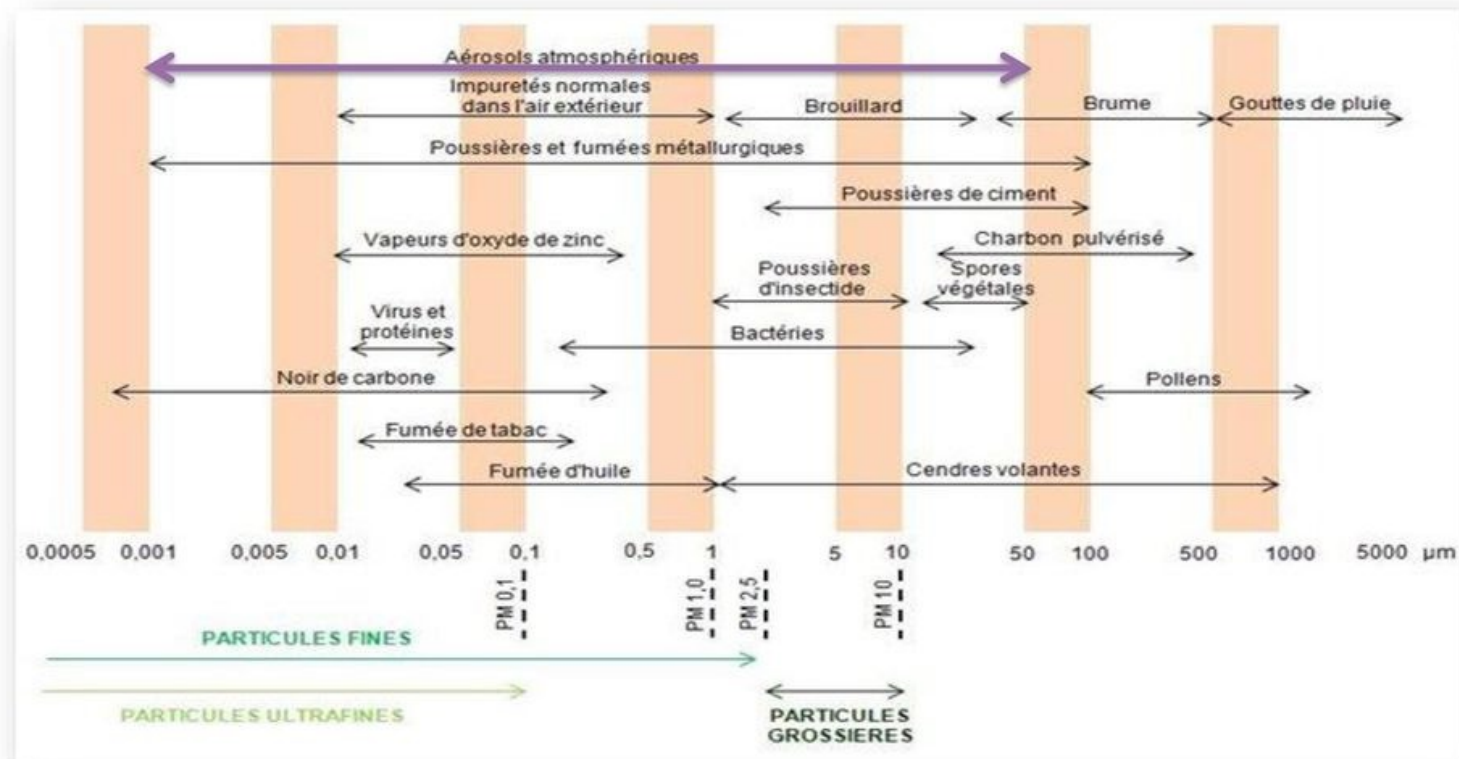 Aérosols atmosphériques
Impuretés normales
dans l'air extérieur
Brouillard
Brume
Gouttes de pluie
Poussières et fumées métallurgiques
Poussières de ciment
Vapeurs d'oxyde de zinc
Charbon pulvérisé
Poussières
d'insectide
Spores
végétales
Virus et
protéines
Bactéries
Noir de carbone
Pollens
Fumée de tabac
Fumée d'huile
Cendres volantes
0,0005 0,001 0,005 0,01 0,05 0,1 0,5 1 5 10 50 100 500 1000 5000 µm
PM 0,1
PM 1,0
PM 2,5
PM 10
PARTICULES FINES
PARTICULES ULTRAFINES
PARTICULES
GROSSIERES